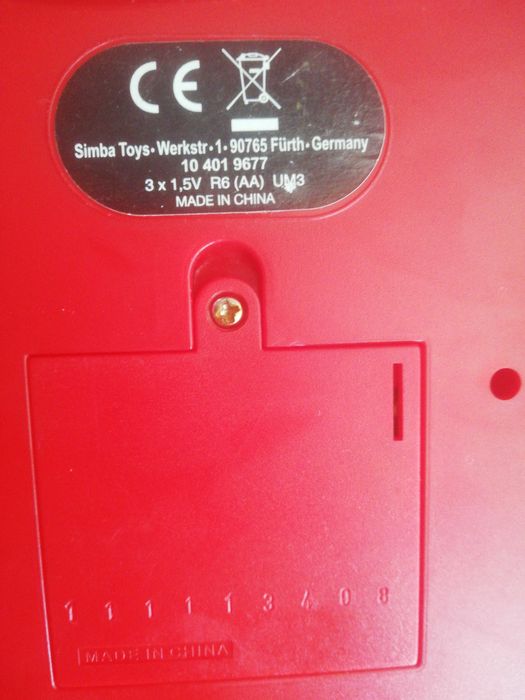 CE
Simba Toys • Werkstr • 1 • 90765 Fürth • Germany
10 401 9677
3 x 1,5V R6 (AA) UM3
MADE IN CHINA
1 1 1 1 1 3 4 0 8
MADE IN CHINA